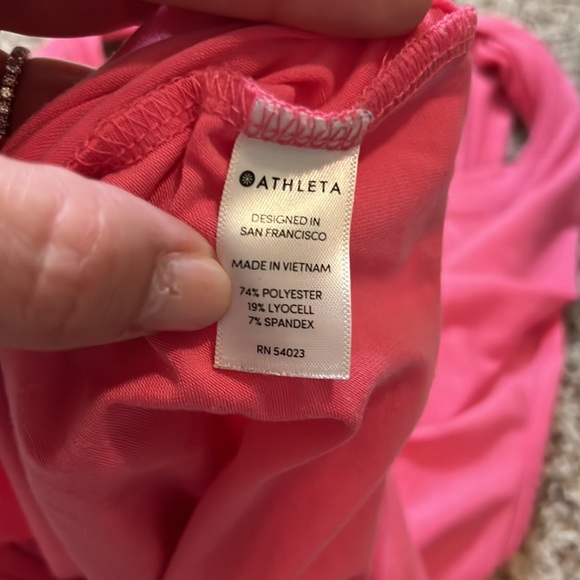 ATHLETA
DESIGNED IN
SAN FRANCISCO
MADE IN VIETNAM
74% POLYESTER
19% LYOCELL
7% SPANDEX
RN 54023